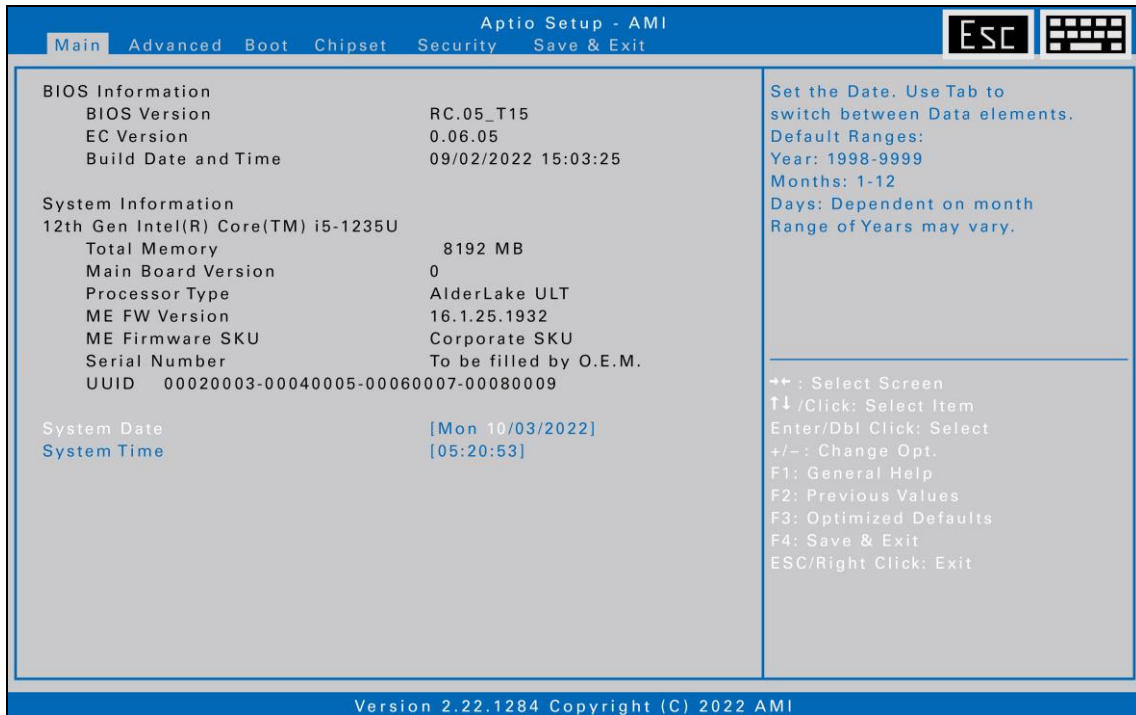 Aptio Setup - AMI
Main Advanced Boot Chipset Security Save & Exit
Esc
BIOS Information
BIOS Version RC.05_T15
EC Version 0.06.05
Build Date and Time 09/02/2022 15:03:25
System Information
12th Gen Intel(R) Core(TM) i5-1235U
Total Memory 8192 MB
Main Board Version 0
Processor Type AlderLake ULT
ME FW Version 16.1.25.1932
ME Firmware SKU Corporate SKU
Serial Number To be filled by O.E.M.
UUID 00020003-00040005-00060007-00080009
System Date [Mon 10/03/2022]
System Time [05:20:53]
Set the Date. Use Tab to
switch between Data elements.
Default Ranges:
Year: 1998-9999
Months: 1-12
Days: Dependent on month
Range of Years may vary.
→← : Select Screen
↑↓ /Click: Select Item
Enter/Dbl Click: Select
+/– : Change Opt.
F1: General Help
F2: Previous Values
F3: Optimized Defaults
F4: Save & Exit
ESC/Right Click: Exit
Version 2.22.1284 Copyright (C) 2022 AMI